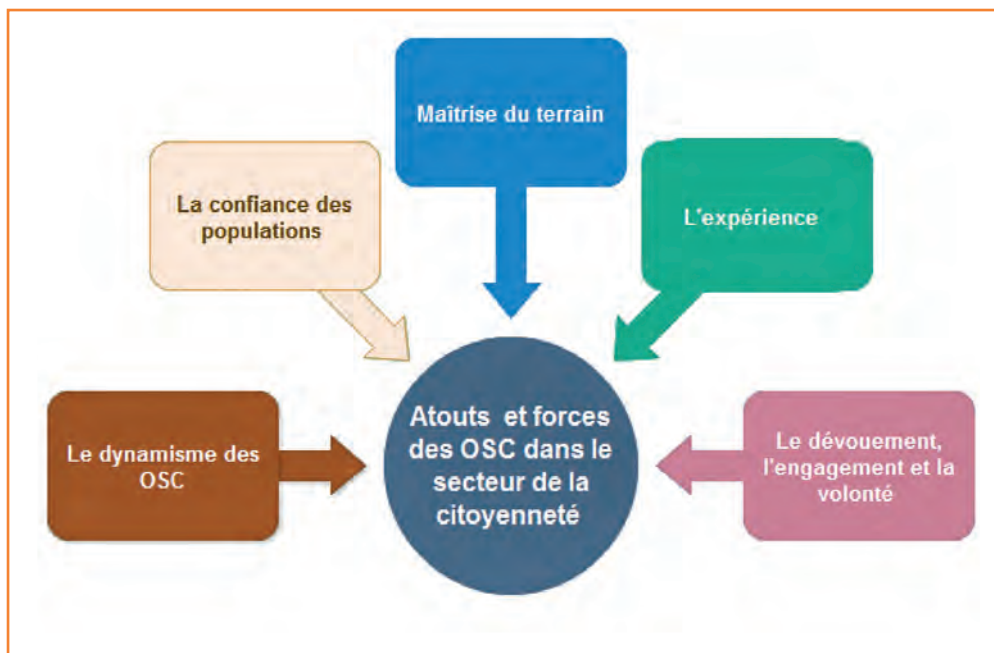 Maîtrise du terrain
La confiance des
populations
L'expérience
Le dynamisme des
OSC
Atouts et forces
des OSC dans le
secteur de la
citoyenneté
Le dévouement,
l'engagement et la
volonté